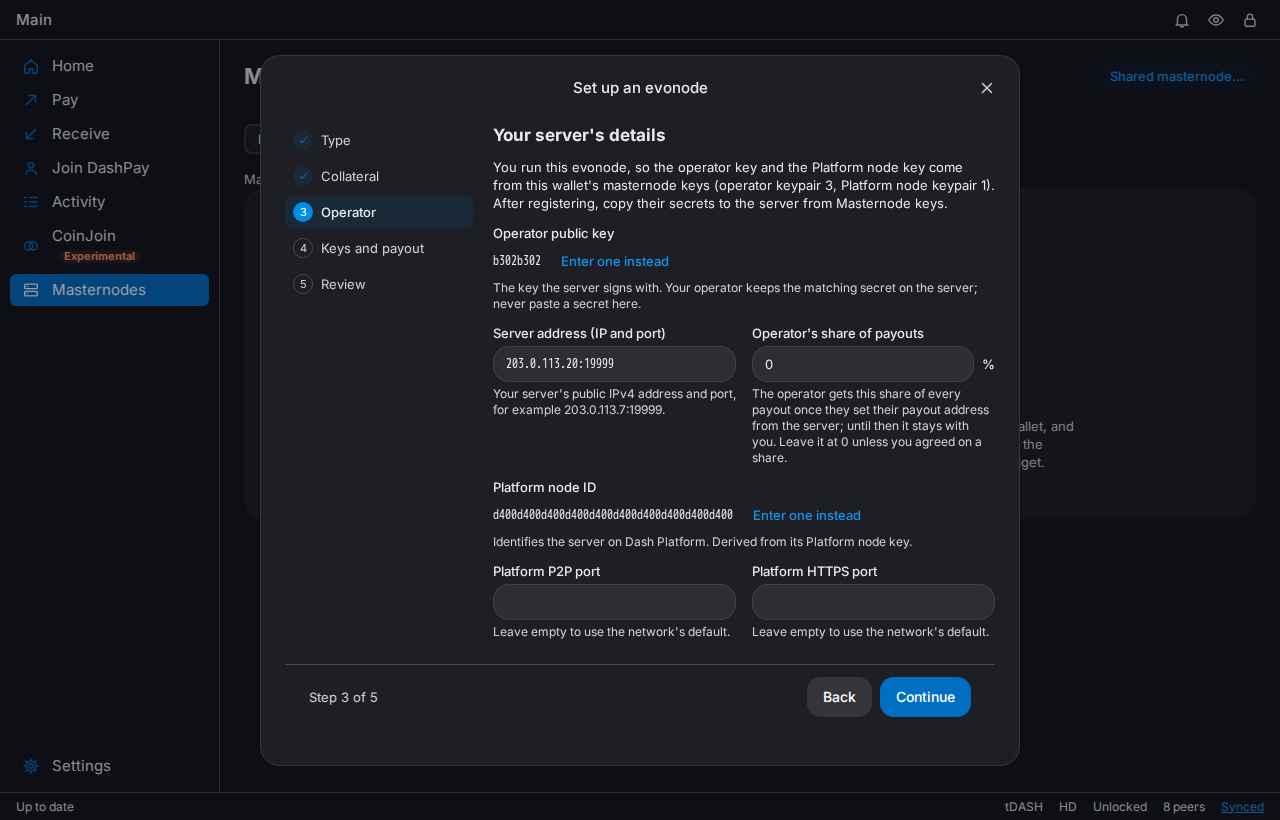 Main
Home
Pay
Receive
Join DashPay
Activity
CoinJoin
Experimental
Masternodes
Settings
Shared masternode...
Set up an evonode
✓ Type
✓ Collateral
3 Operator
4 Keys and payout
5 Review
Your server's details
You run this evonode, so the operator key and the Platform node key come
from this wallet's masternode keys (operator keypair 3, Platform node keypair 1).
After registering, copy their secrets to the server from Masternode keys.
Operator public key
b302b302 Enter one instead
The key the server signs with. Your operator keeps the matching secret on the server;
never paste a secret here.
Server address (IP and port)
203.0.113.20:19999
Your server's public IPv4 address and port,
for example 203.0.113.7:19999.
Operator's share of payouts
0 %
The operator gets this share of every
payout once they set their payout address
from the server; until then it stays with
you. Leave it at 0 unless you agreed on a
share.
Platform node ID
d400d400d400d400d400d400d400d400d400d400 Enter one instead
Identifies the server on Dash Platform. Derived from its Platform node key.
Platform P2P port
Leave empty to use the network's default.
Platform HTTPS port
Leave empty to use the network's default.
Step 3 of 5
Back
Continue
and
the
Up to date
tDASH HD Unlocked 8 peers Synced